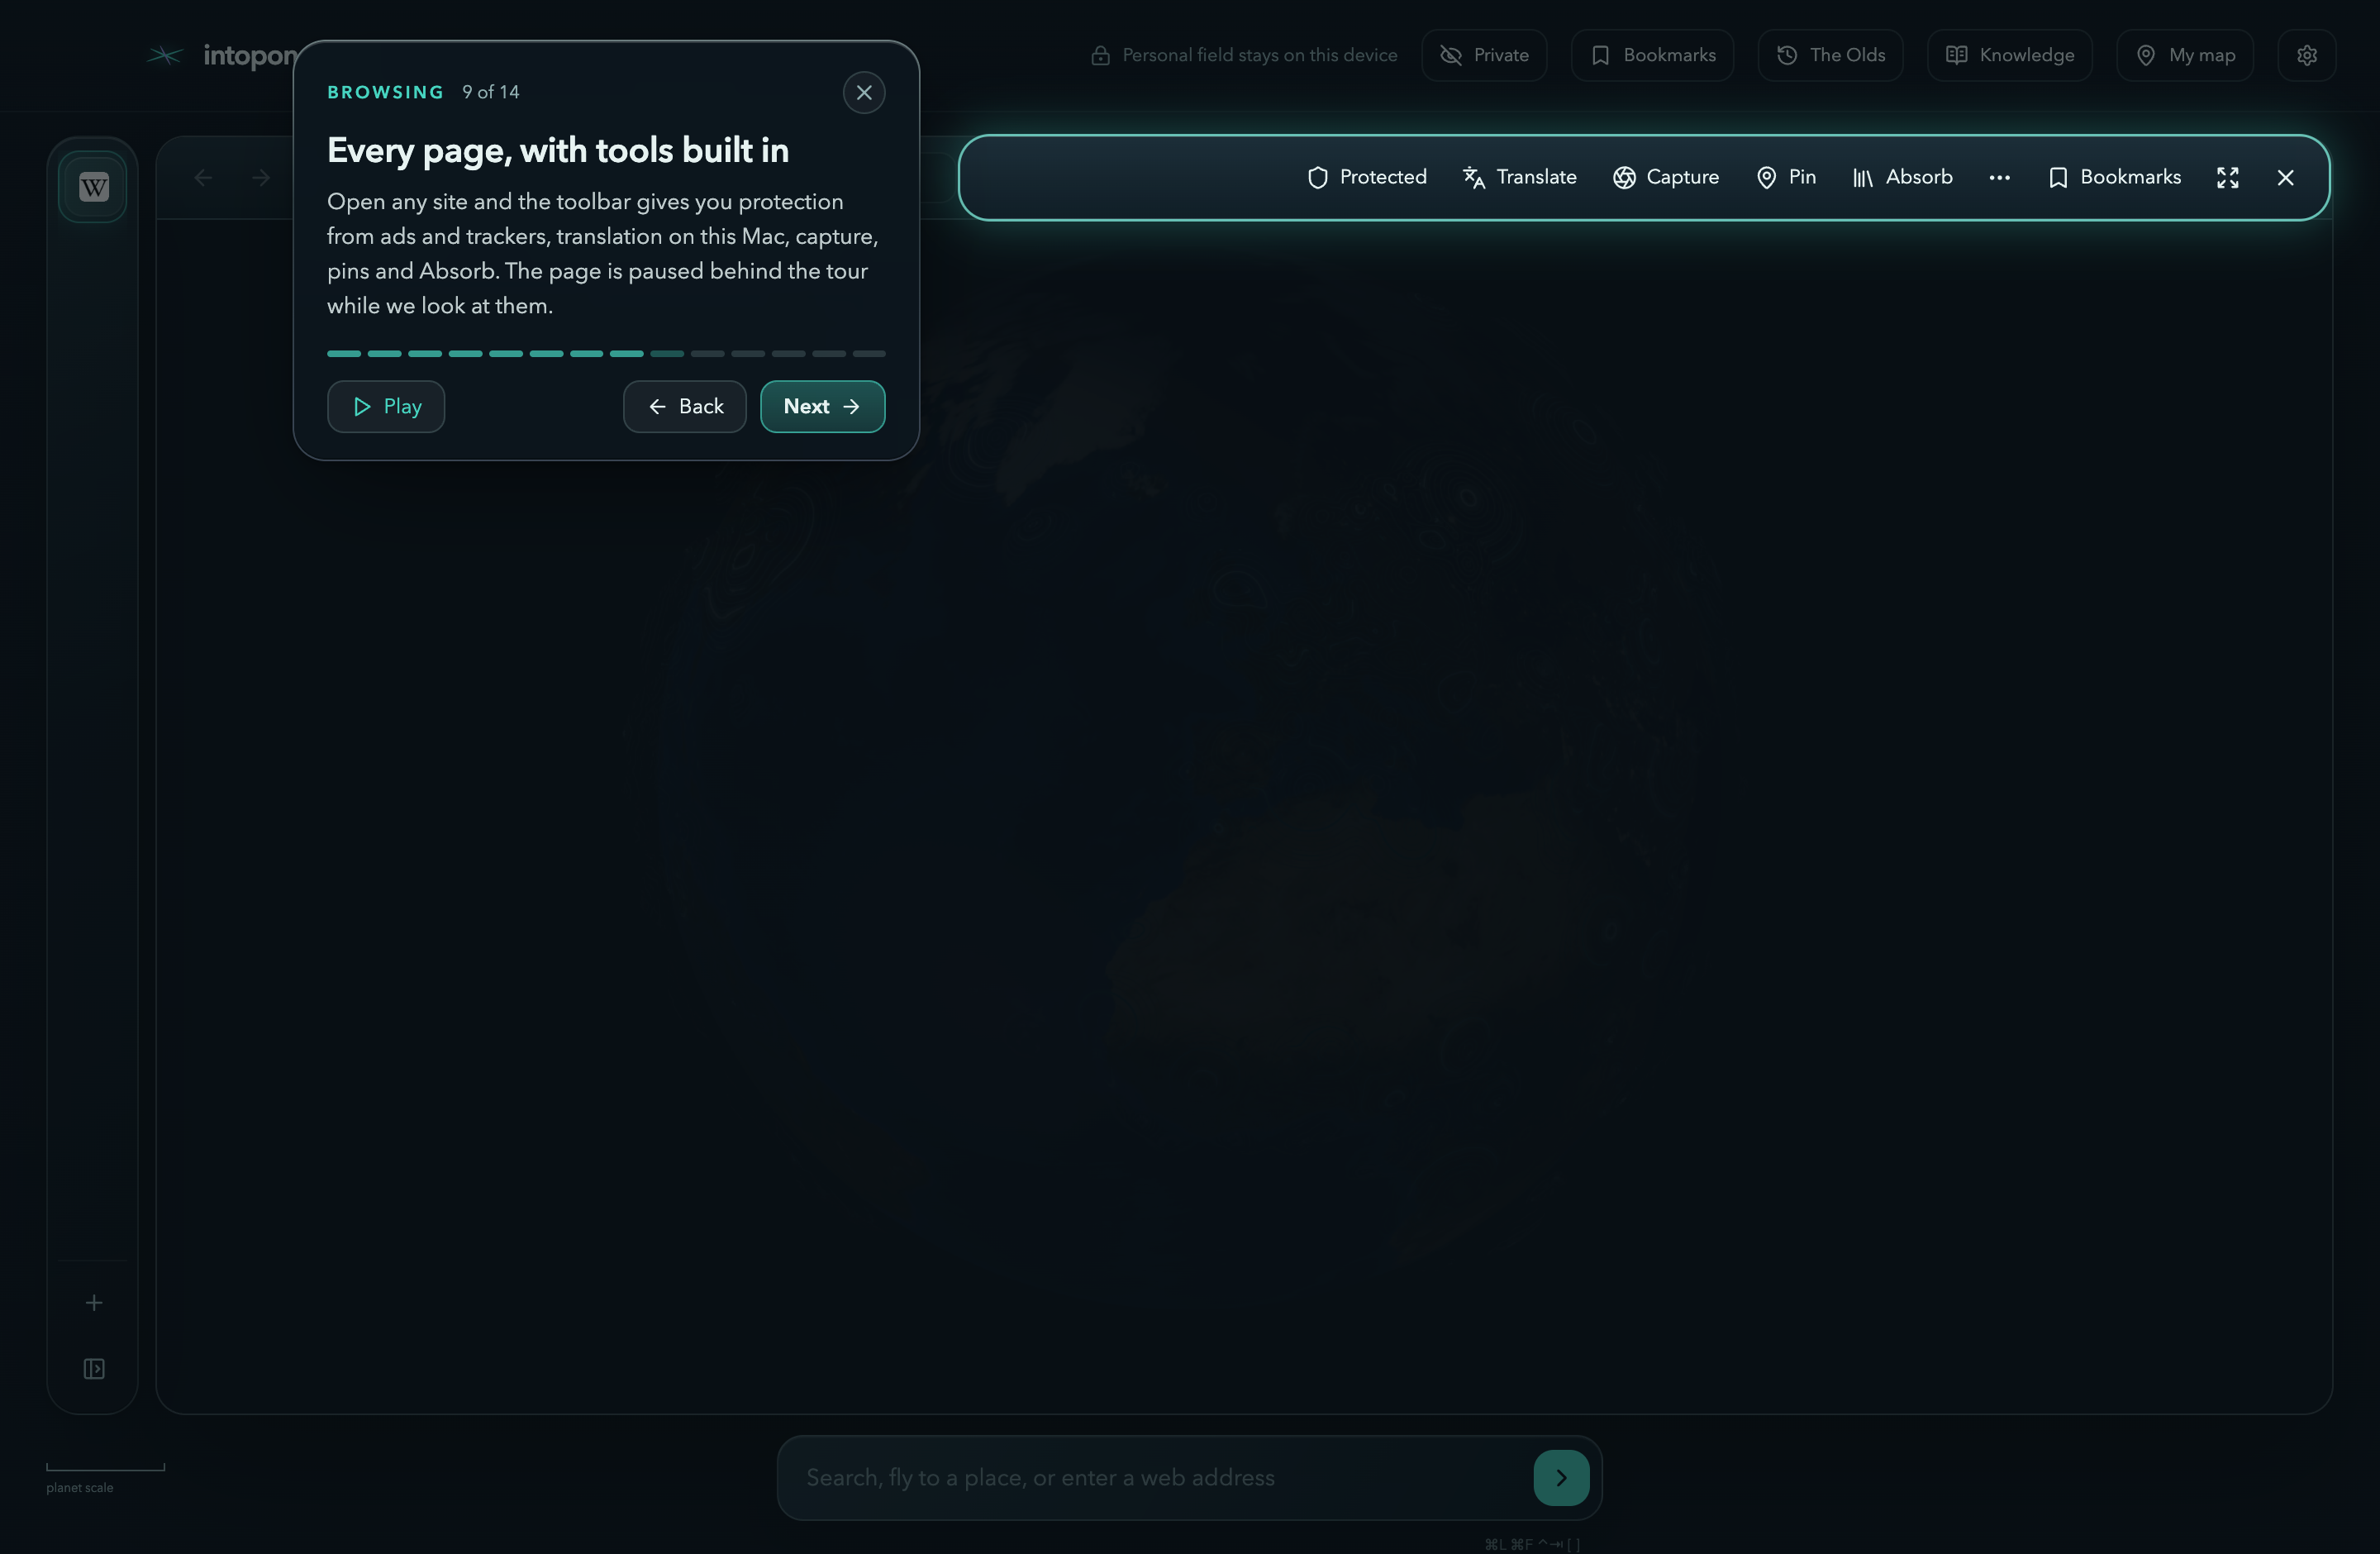 intopon
Personal field stays on this device
Private
Bookmarks
The Olds
Knowledge
My map
BROWSING 9 of 14
Every page, with tools built in
Open any site and the toolbar gives you protection
from ads and trackers, translation on this Mac, capture,
pins and Absorb. The page is paused behind the tour
while we look at them.
Play
Back
Next
W
Protected
Translate
Capture
Pin
Absorb
Bookmarks
planet scale
Search, fly to a place, or enter a web address
⌘L ⌘F ^⇥ [ ]